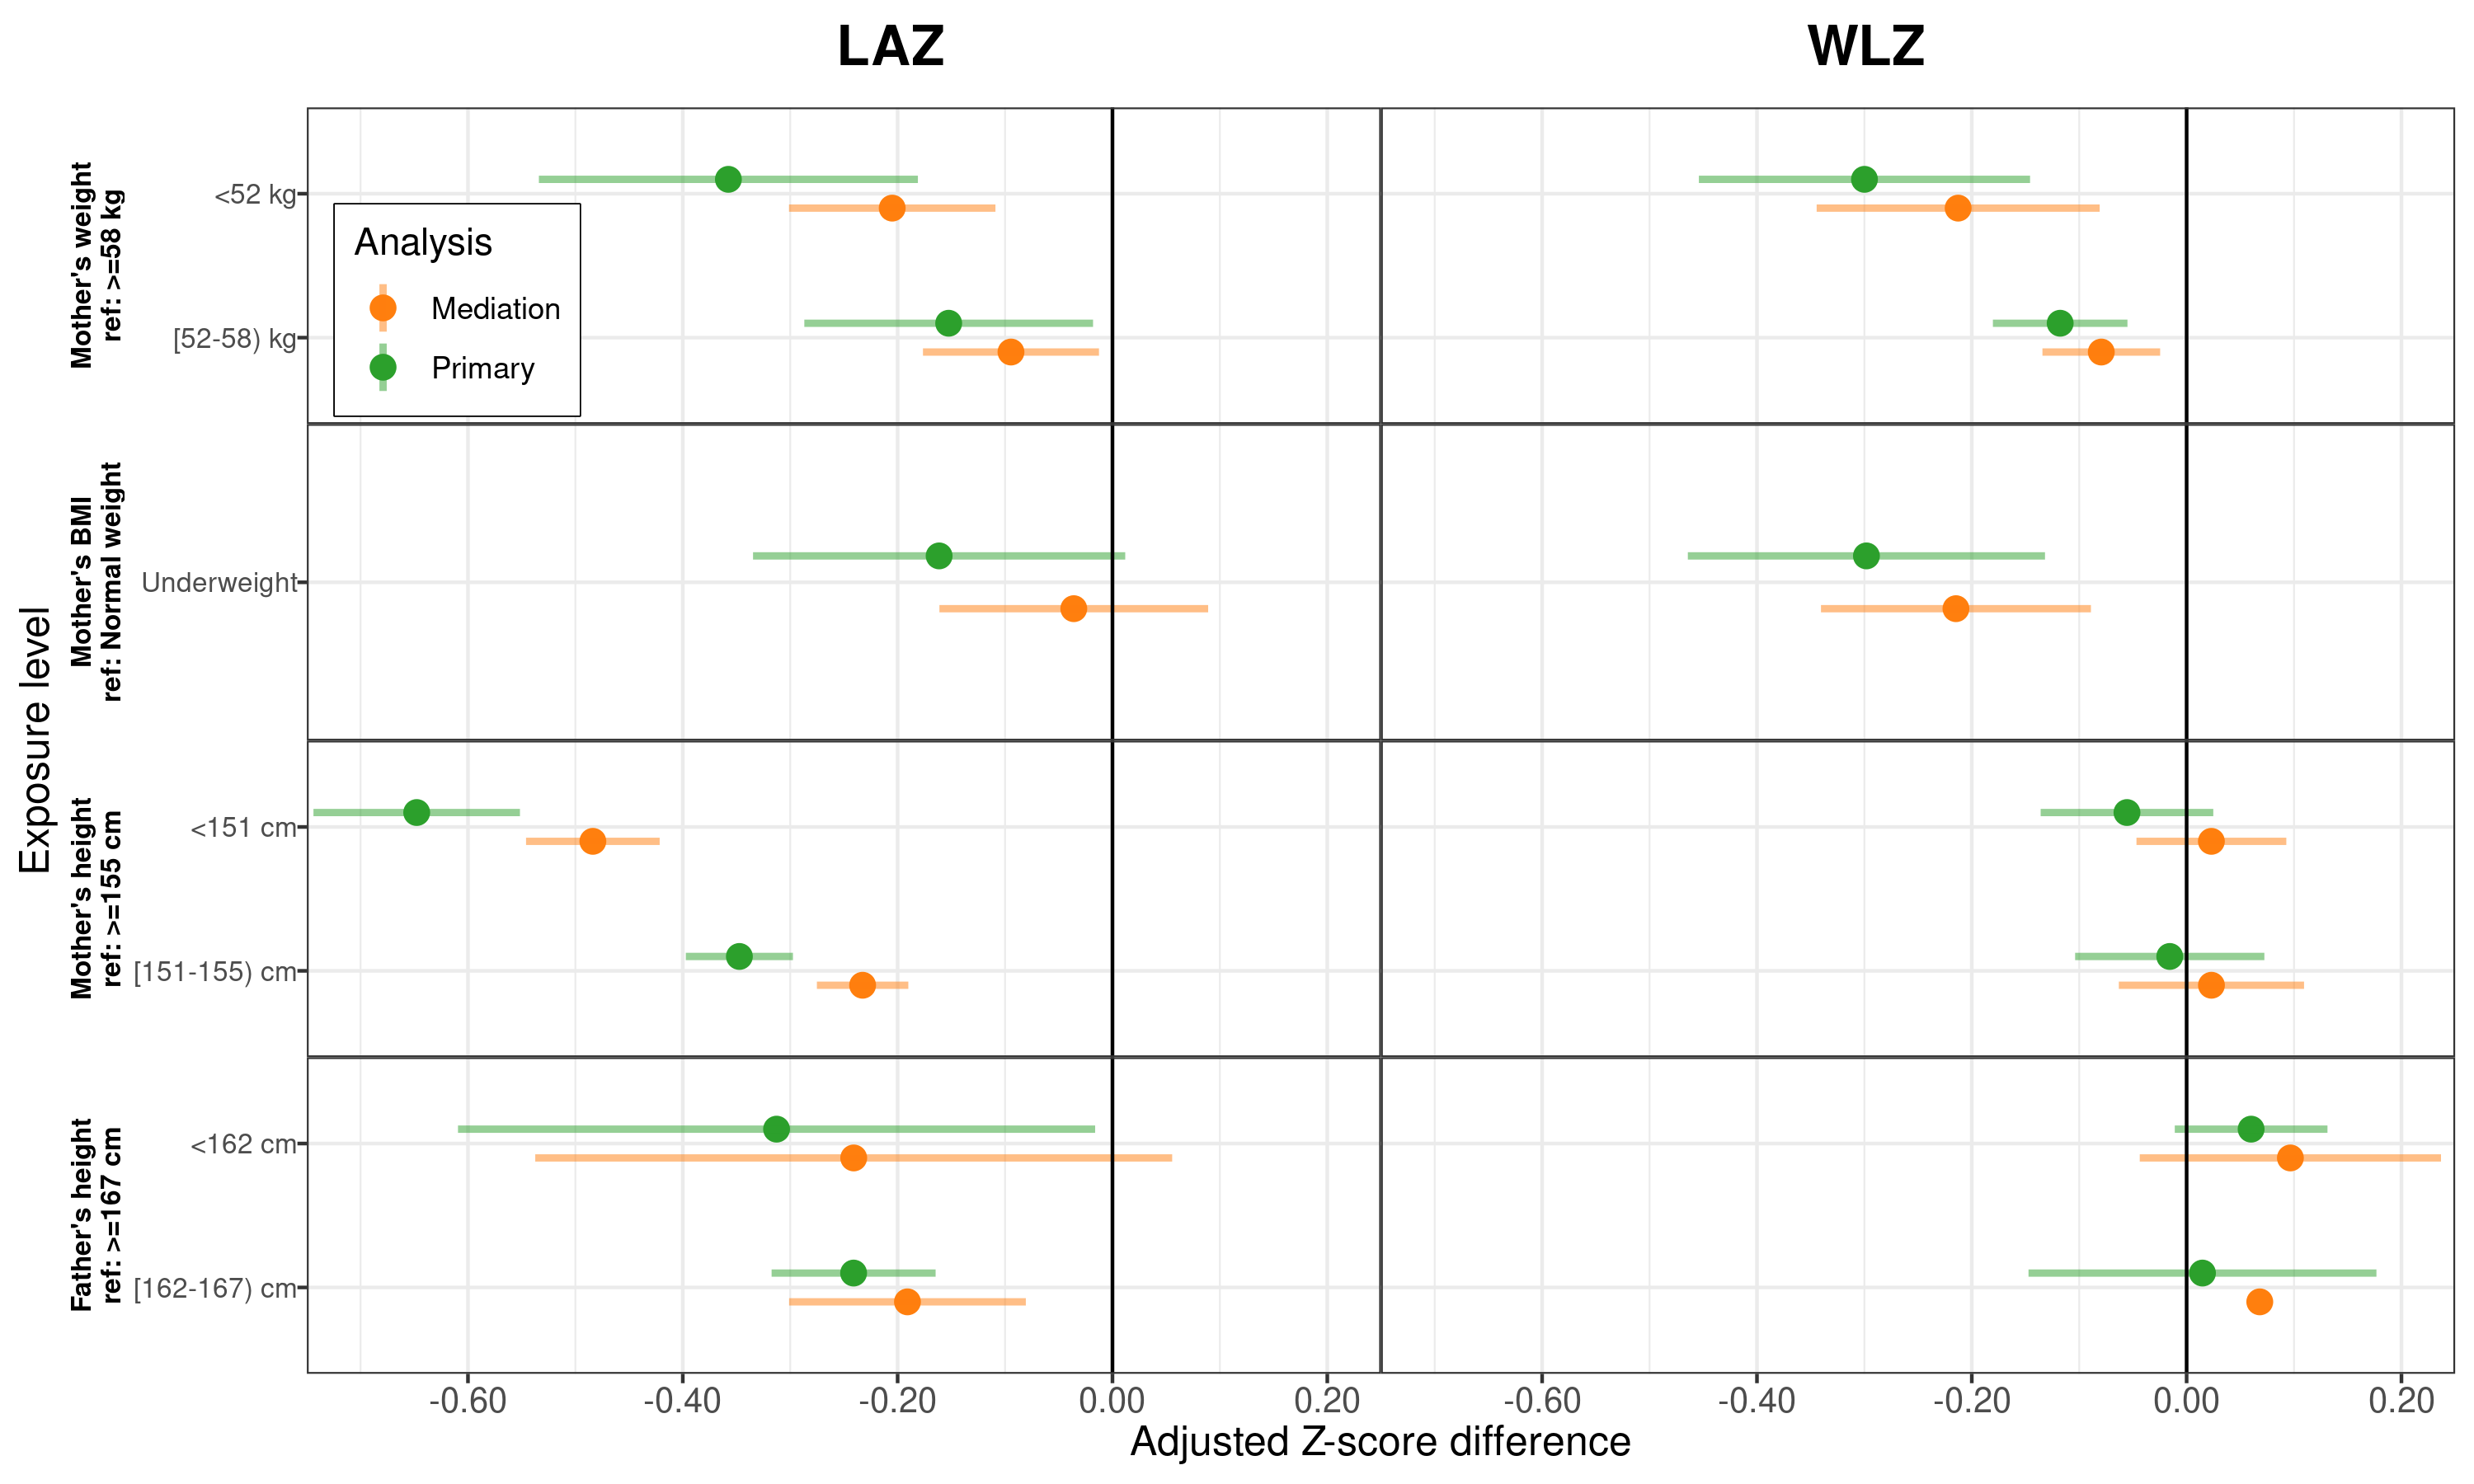 LAZ
WLZ
Exposure level
Mother's weight
ref: >=58 kg
<52 kg
[52-58) kg
Analysis
Mediation
Primary
Mother's BMI
ref: Normal weight
Underweight
Mother's height
ref: >=155 cm
<151 cm
[151-155) cm
Father's height
ref: >=167 cm
<162 cm
[162-167) cm
-0.60 -0.40 -0.20 0.00 0.20 -0.60 -0.40 -0.20 0.00 0.20
Adjusted Z-score difference